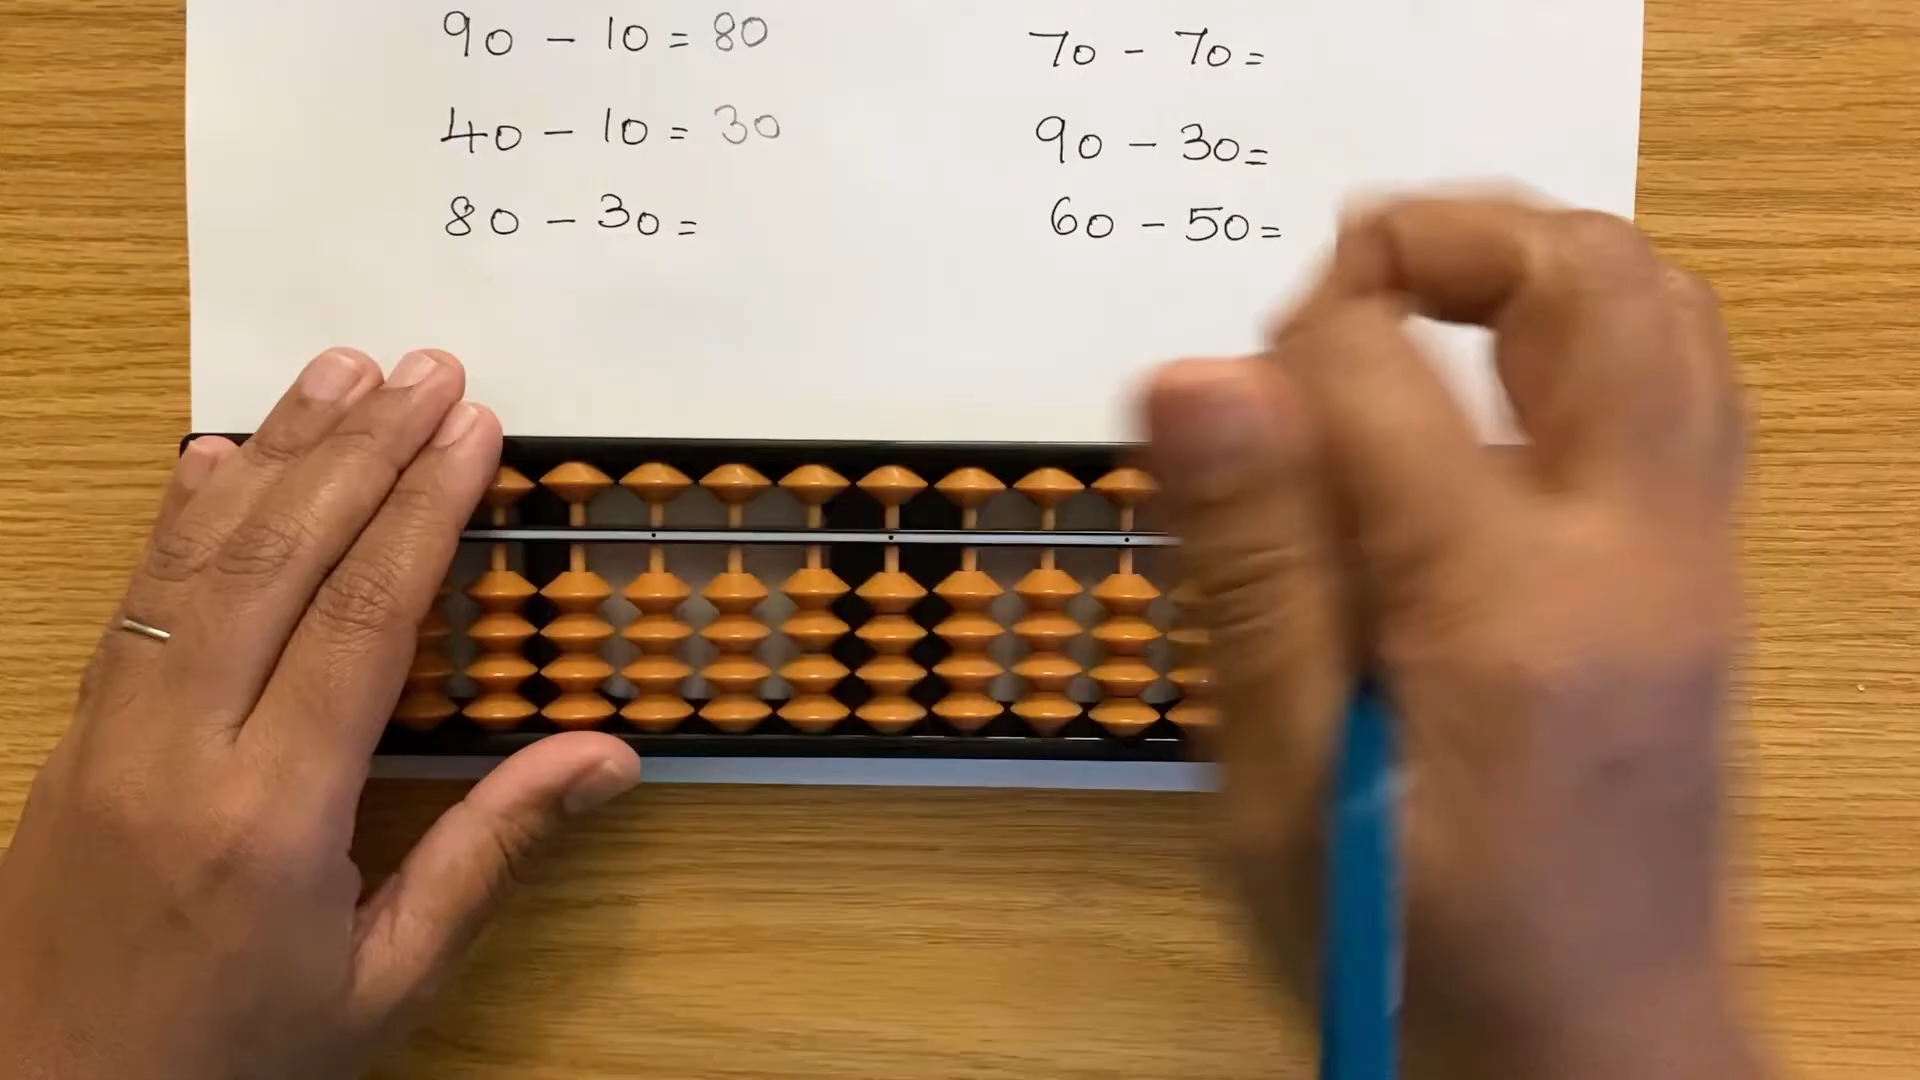 90 - 10 = 80
40 - 10 = 30
80 - 30 =
70 - 70 =
90 - 30 =
60 - 50 =